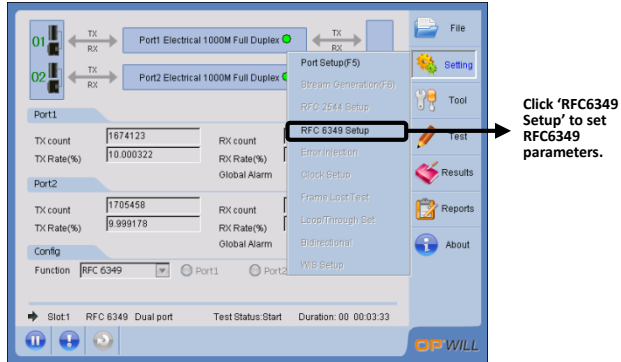 01
TX
RX
Port1 Electrical 1000M Full Duplex
TX
RX
02
TX
RX
Port2 Electrical 1000M Full Duplex
Port1
TX count
1674123
RX count
TX Rate(%)
10.000322
RX Rate(%)
Global Alarm
Port2
TX count
1705458
RX count
TX Rate(%)
9.999178
RX Rate(%)
Global Alarm
Config
Function
RFC 6349
Port1
Port2
Slot:1
RFC 6349
Dual port
Test Status:Start
Duration: 00 00:03:33
Port Setup(F5)
Stream Generation(F6)
RFC 2544 Setup
RFC 6349 Setup
Error Injection
Clock Setup
Frame Lost Test
Loop/Through Set
Bidirectional
W/S Setup
File
Setting
Tool
Test
Results
Reports
About
OPWILL
Click 'RFC6349
Setup' to set
RFC6349
parameters.